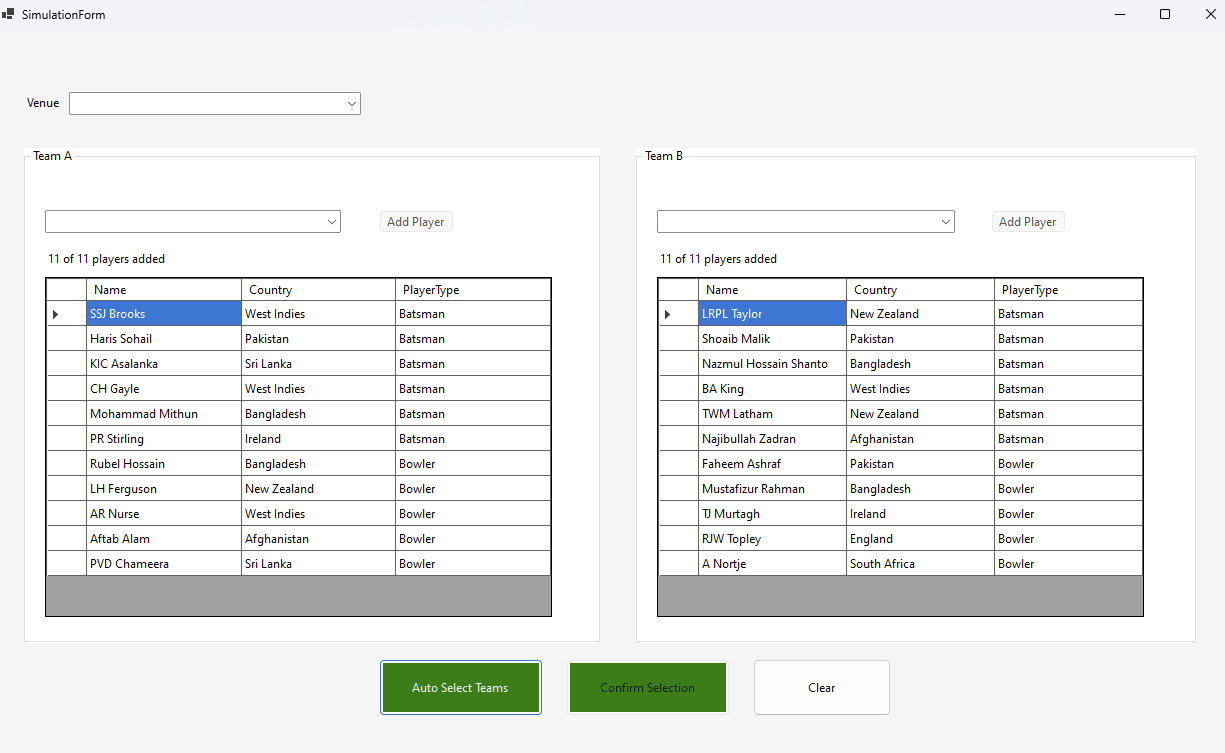 SimulationForm
Venue
Team A
Add Player
11 of 11 players added
Name Country PlayerType
SSJ Brooks West Indies Batsman
Haris Sohail Pakistan Batsman
KIC Asalanka Sri Lanka Batsman
CH Gayle West Indies Batsman
Mohammad Mithun Bangladesh Batsman
PR Stirling Ireland Batsman
Rubel Hossain Bangladesh Bowler
LH Ferguson New Zealand Bowler
AR Nurse West Indies Bowler
Aftab Alam Afghanistan Bowler
PVD Chameera Sri Lanka Bowler
Team B
Add Player
11 of 11 players added
Name Country PlayerType
LRPL Taylor New Zealand Batsman
Shoaib Malik Pakistan Batsman
Nazmul Hossain Shanto Bangladesh Batsman
BA King West Indies Batsman
TWM Latham New Zealand Batsman
Najibullah Zadran Afghanistan Batsman
Faheem Ashraf Pakistan Bowler
Mustafizur Rahman Bangladesh Bowler
TJ Murtagh Ireland Bowler
RJW Topley England Bowler
A Nortje South Africa Bowler
Auto Select Teams
Confirm Selection
Clear